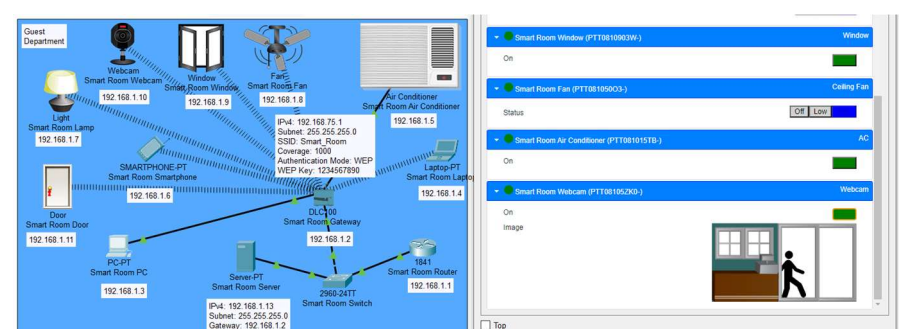 Guest
Department
Webcam
Smart Room Webcam
192.168.1.10
Window
Smart Room Window
192.168.1.9
Fan
Smart Room Fan
192.168.1.8
Air Conditioner
Smart Room Air Conditioner
192.168.1.5
Light
Smart Room Lamp
192.168.1.7
IPv4: 192.168.75.1
Subnet: 255.255.255.0
SSID: Smart_Room
Coverage: 1000
Authentication Mode: WEP
WEP Key: 1234567890
SMARTPHONE-PT
Smart Room Smartphone
192.168.1.6
Laptop-PT
Smart Room Laptop
192.168.1.4
Door
Smart Room Door
192.168.1.11
DLC100
Smart Room Gateway
192.168.1.2
PC-PT
Smart Room PC
192.168.1.3
Server-PT
Smart Room Server
IPv4: 192.168.1.13
Subnet: 255.255.255.0
Gateway: 192.168.1.2
2960-24TT
Smart Room Switch
1841
Smart Room Router
192.168.1.1
Smart Room Window (PTT0810903W-) Window
On
Smart Room Fan (PTT081050O3-) Ceiling Fan
Status Off Low
Smart Room Air Conditioner (PTT081015TB-) AC
On
Smart Room Webcam (PTT08105ZK0-) Webcam
On
Image
Top